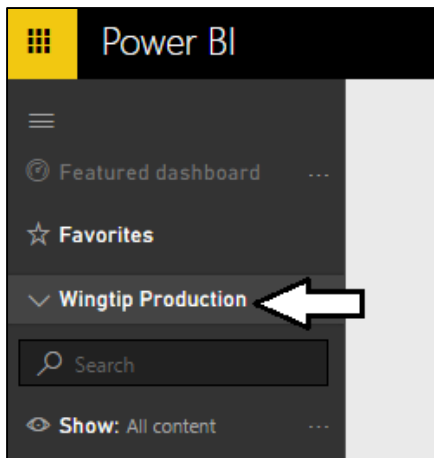 Power BI
Featured dashboard ...
Favorites
Wingtip Production
Search
Show: All content ...